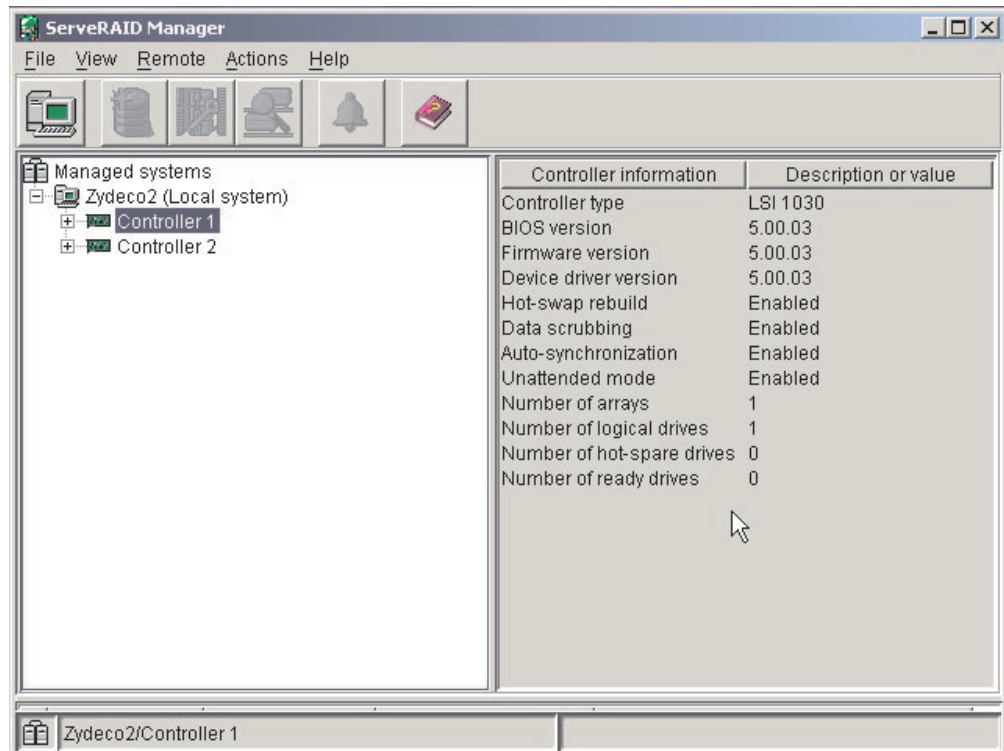 ServeRAID Manager
File View Remote Actions Help
Managed systems
Zydeco2 (Local system)
Controller 1
Controller 2
Controller information Description or value
Controller type LSI 1030
BIOS version 5.00.03
Firmware version 5.00.03
Device driver version 5.00.03
Hot-swap rebuild Enabled
Data scrubbing Enabled
Auto-synchronization Enabled
Unattended mode Enabled
Number of arrays 1
Number of logical drives 1
Number of hot-spare drives 0
Number of ready drives 0
Zydeco2/Controller 1